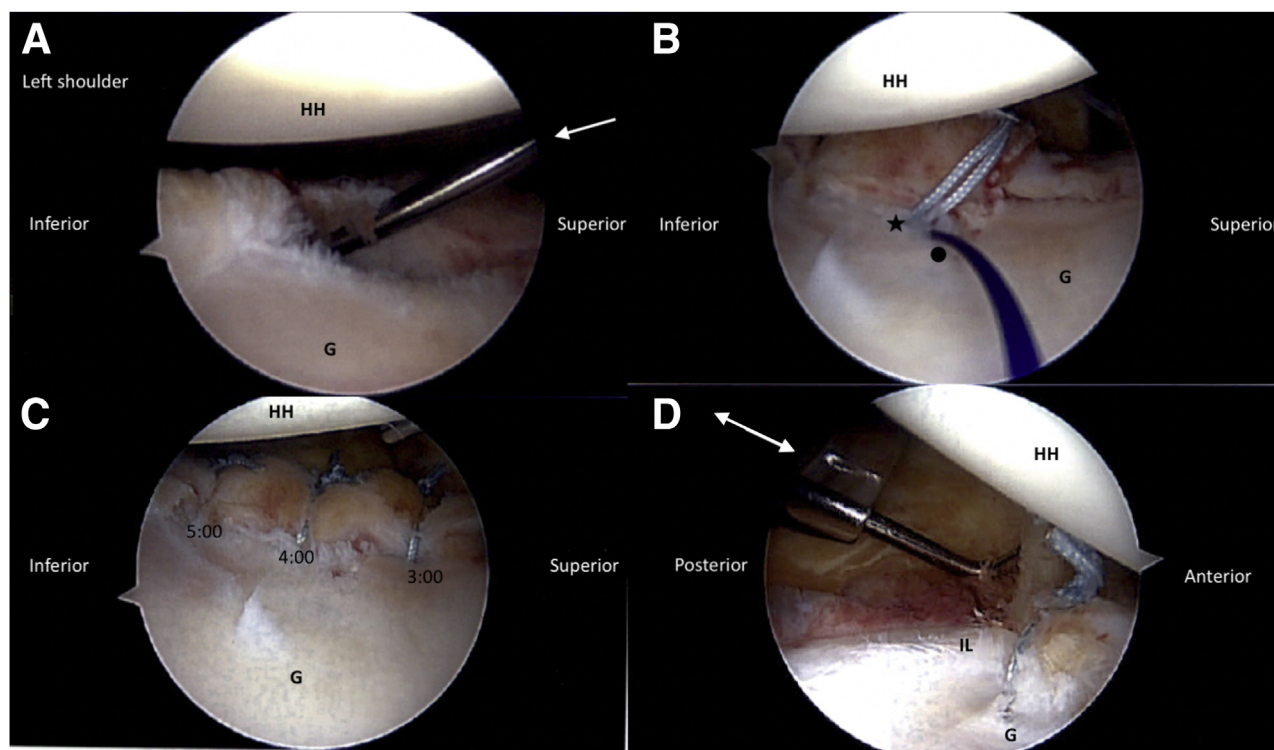 A
Left shoulder
HH
Inferior
Superior
G
B
HH
Inferior
Superior
G
C
HH
5:00
4:00
3:00
Inferior
Superior
G
D
HH
Posterior
Anterior
IL
G